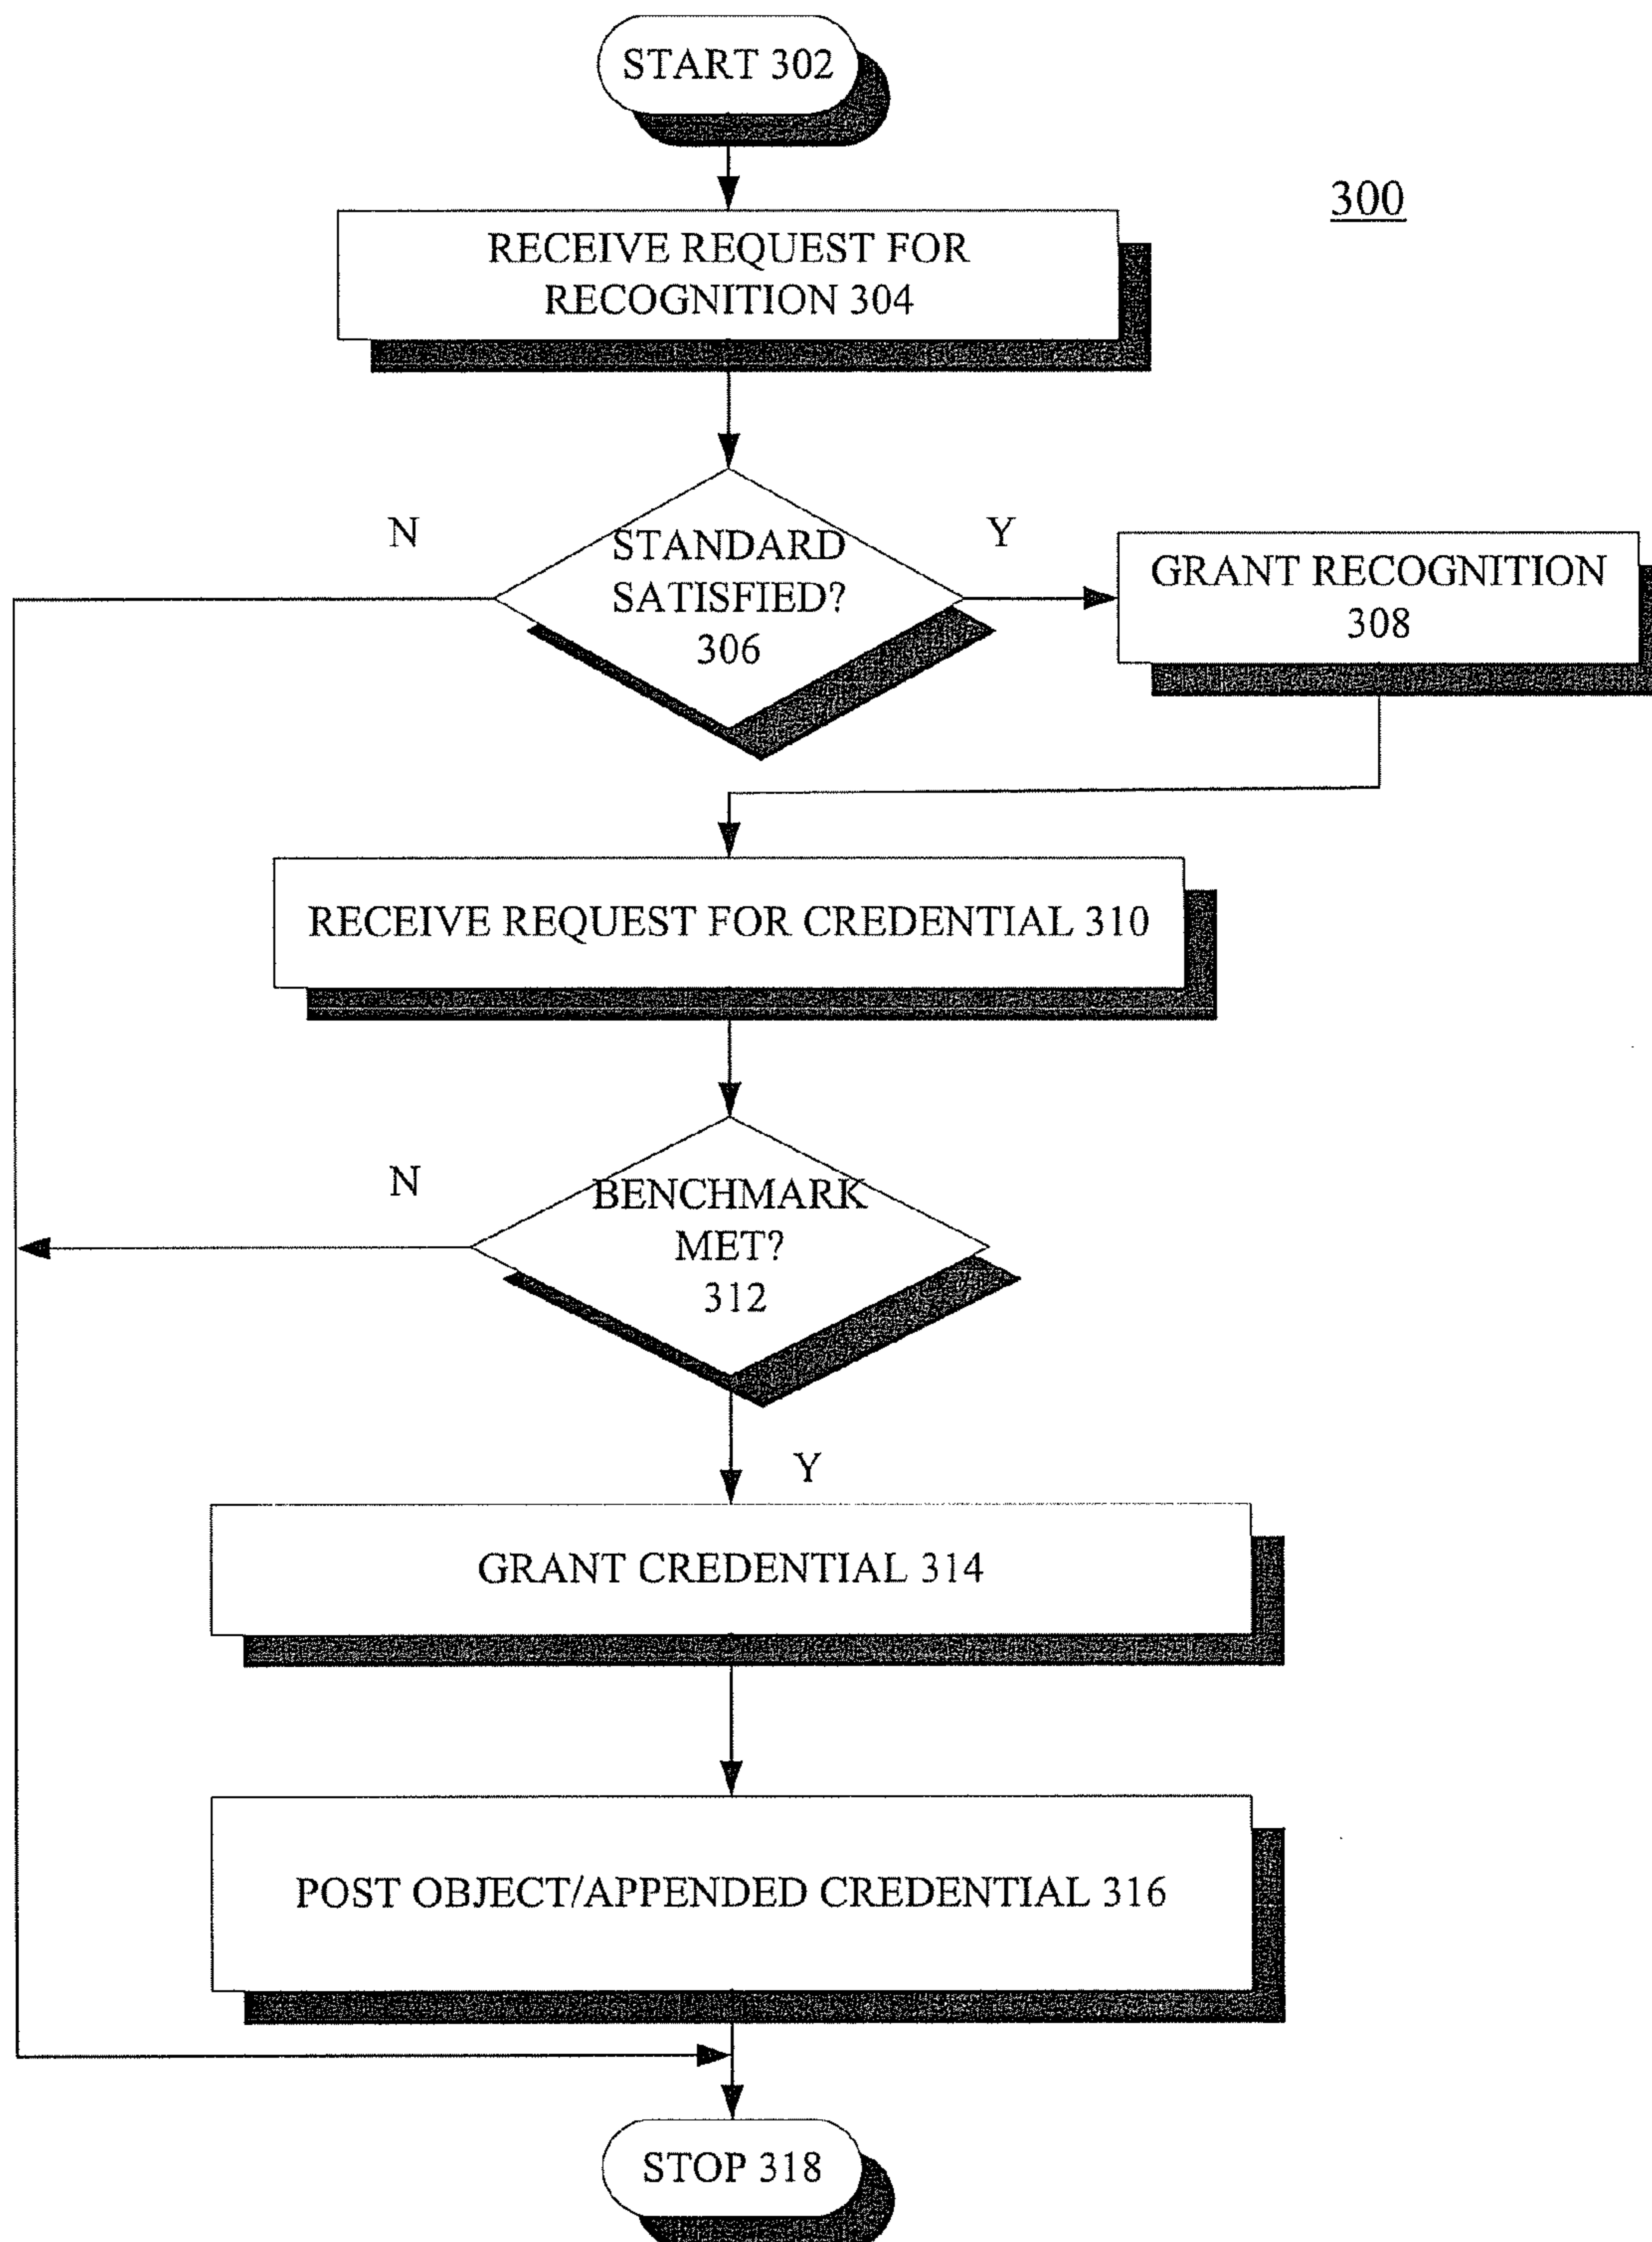 START 302
300
RECEIVE REQUEST FOR
RECOGNITION 304
N
Y
STANDARD
SATISFIED?
306
GRANT RECOGNITION
308
RECEIVE REQUEST FOR CREDENTIAL 310
N
BENCHMARK
MET?
312
Y
GRANT CREDENTIAL 314
POST OBJECT/APPENDED CREDENTIAL 316
STOP 318